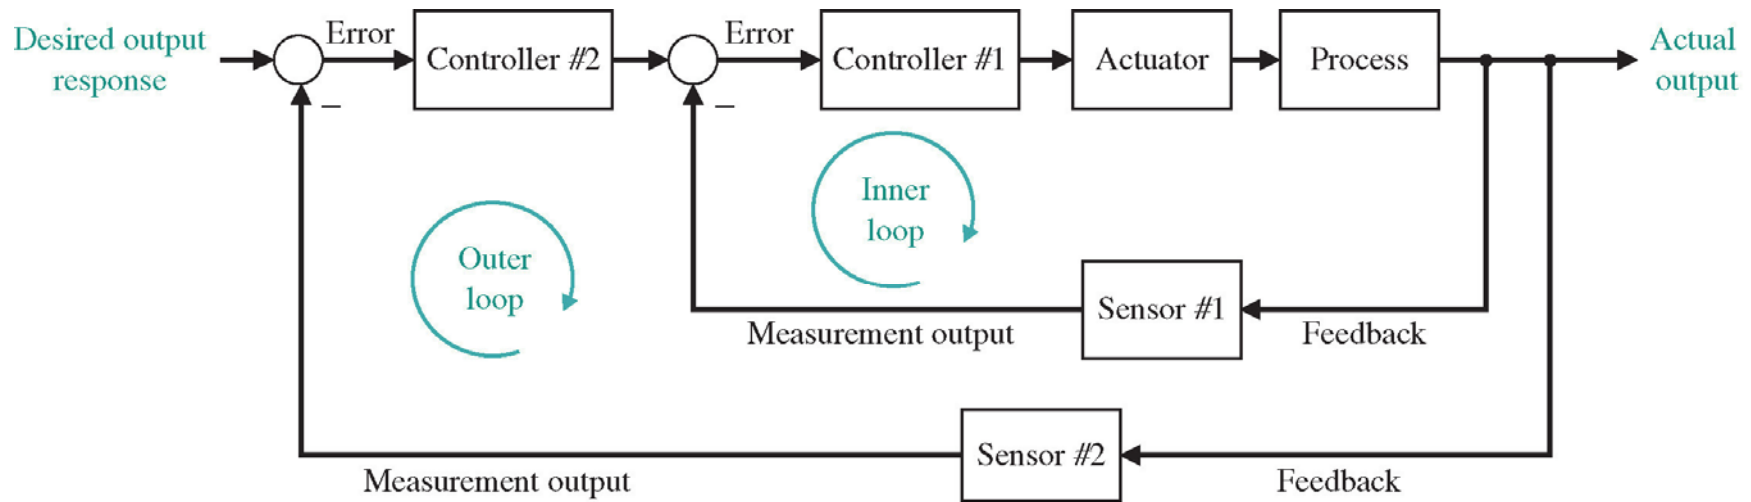 Desired output
response
Error
Controller #2
Error
Controller #1
Actuator
Process
Actual
output
–
–
Inner
loop
Outer
loop
Sensor #1
Measurement output
Feedback
Sensor #2
Measurement output
Feedback